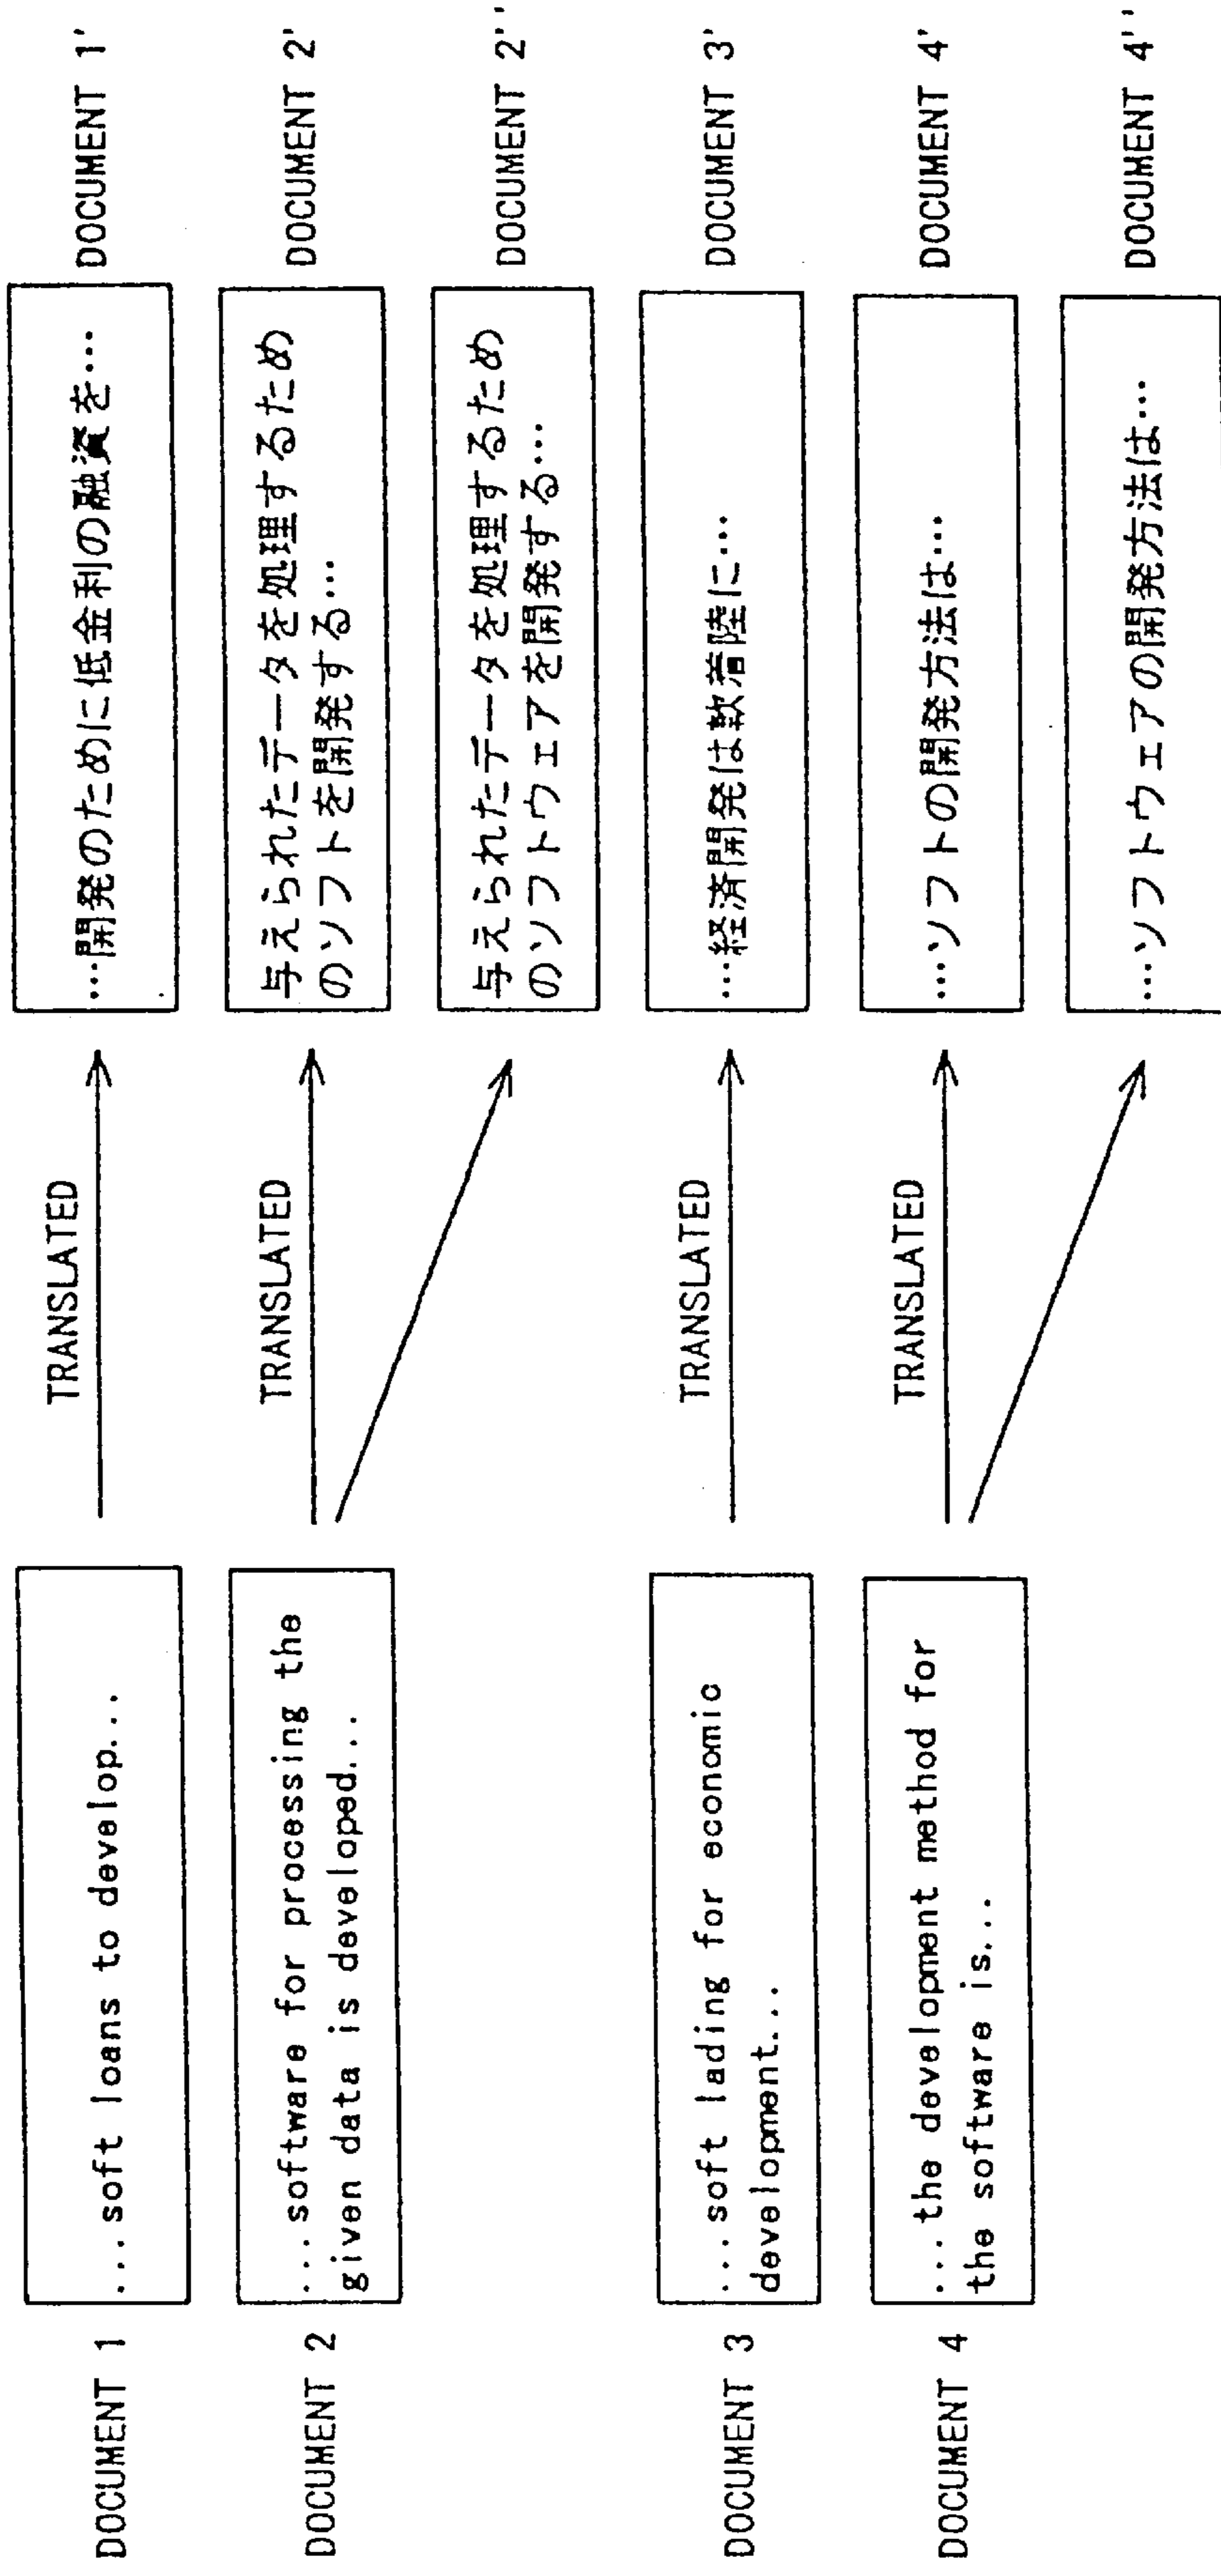 DOCUMENT 1
...soft loans to develop...
TRANSLATED
…開発のために低金利の融資を…
DOCUMENT 1'
DOCUMENT 2
...software for processing the
given data is developed...
TRANSLATED
与えられたデータを処理するため
のソフトを開発する…
DOCUMENT 2'
与えられたデータを処理するため
のソフトウェアを開発する…
DOCUMENT 2''
DOCUMENT 3
...soft lading for economic
development...
TRANSLATED
…経済開発は軟着陸に…
DOCUMENT 3'
DOCUMENT 4
...the development method for
the software is...
TRANSLATED
…ソフトの開発方法は…
DOCUMENT 4'
…ソフトウェアの開発方法は…
DOCUMENT 4''